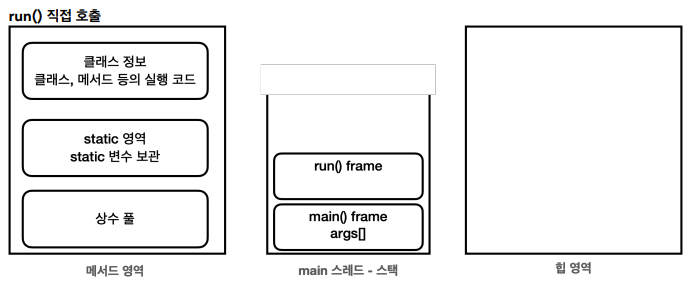 run() 직접 호출
클래스 정보
클래스, 메서드 등의 실행 코드
static 영역
static 변수 보관
상수 풀
메서드 영역
run() frame
main() frame
args[]
main 스레드 - 스택
힙 영역